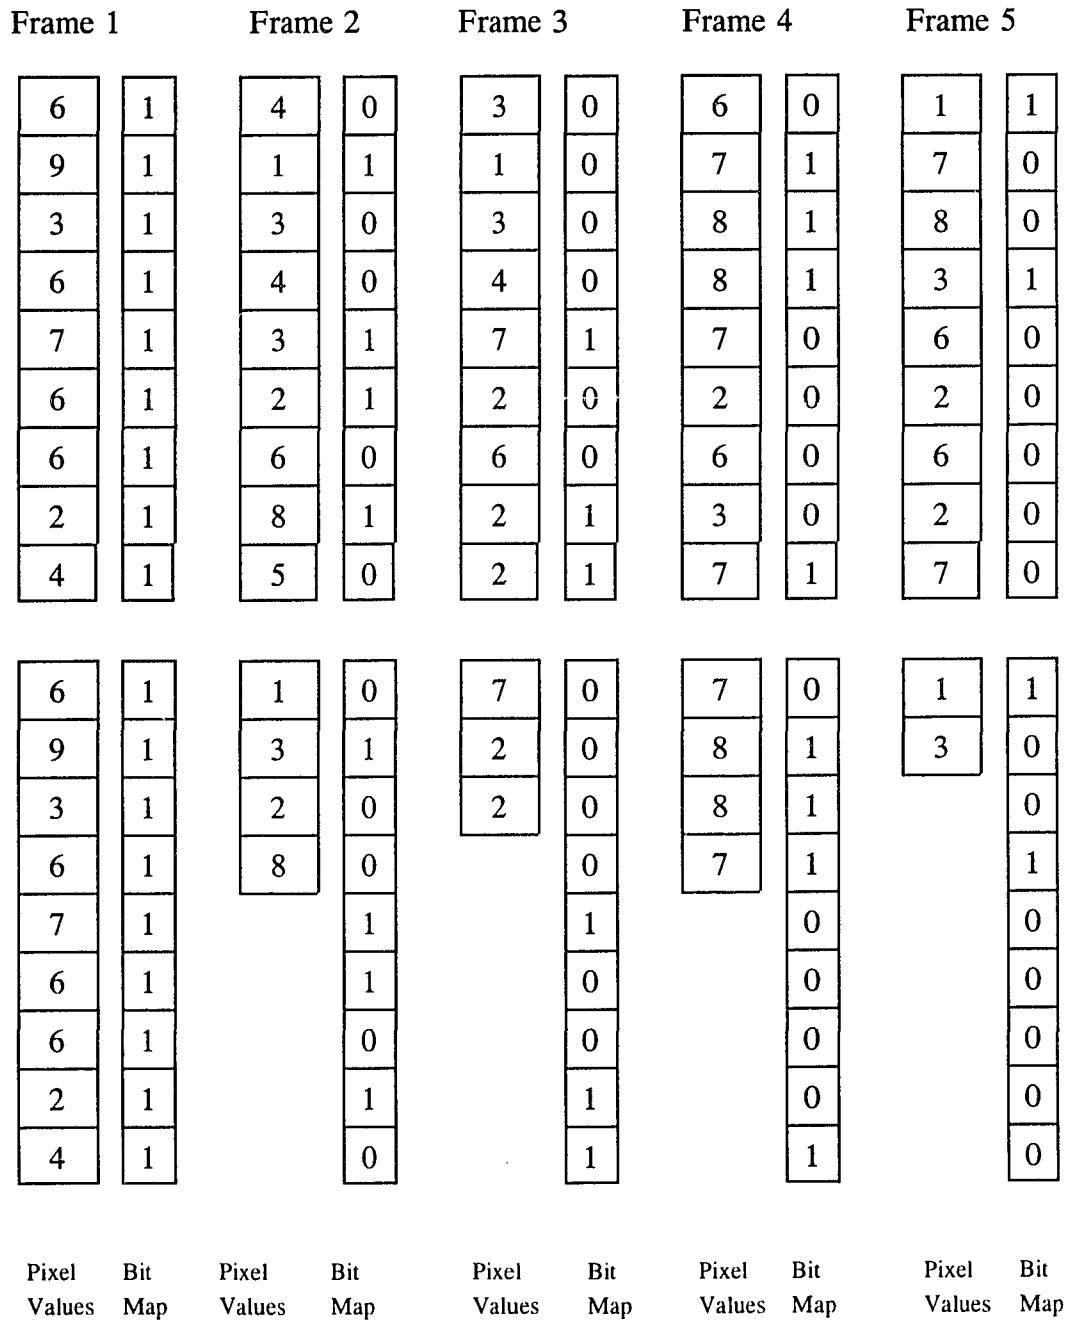 Frame 1 Frame 2 Frame 3 Frame 4 Frame 5
6 1 4 0 3 0 6 0 1 1
9 1 1 1 1 0 7 1 7 0
3 1 3 0 3 0 8 1 8 0
6 1 4 0 4 0 8 1 3 1
7 1 3 1 7 1 7 0 6 0
6 1 2 1 2 0 2 0 2 0
6 1 6 0 6 0 6 0 6 0
2 1 8 1 2 1 3 0 2 0
4 1 5 0 2 1 7 1 7 0
6 1 1 0 7 0 7 0 1 1
9 1 3 1 2 0 8 1 3 0
3 1 2 0 2 0 8 1 0
6 1 8 0 0 7 1 1
7 1 1 1 0 0
6 1 1 0 0 0
6 1 0 0 0 0
2 1 1 1 0 0
4 1 0 1 1 0
Pixel Bit Pixel Bit Pixel Bit Pixel Bit Pixel Bit
Values Map Values Map Values Map Values Map Values Map